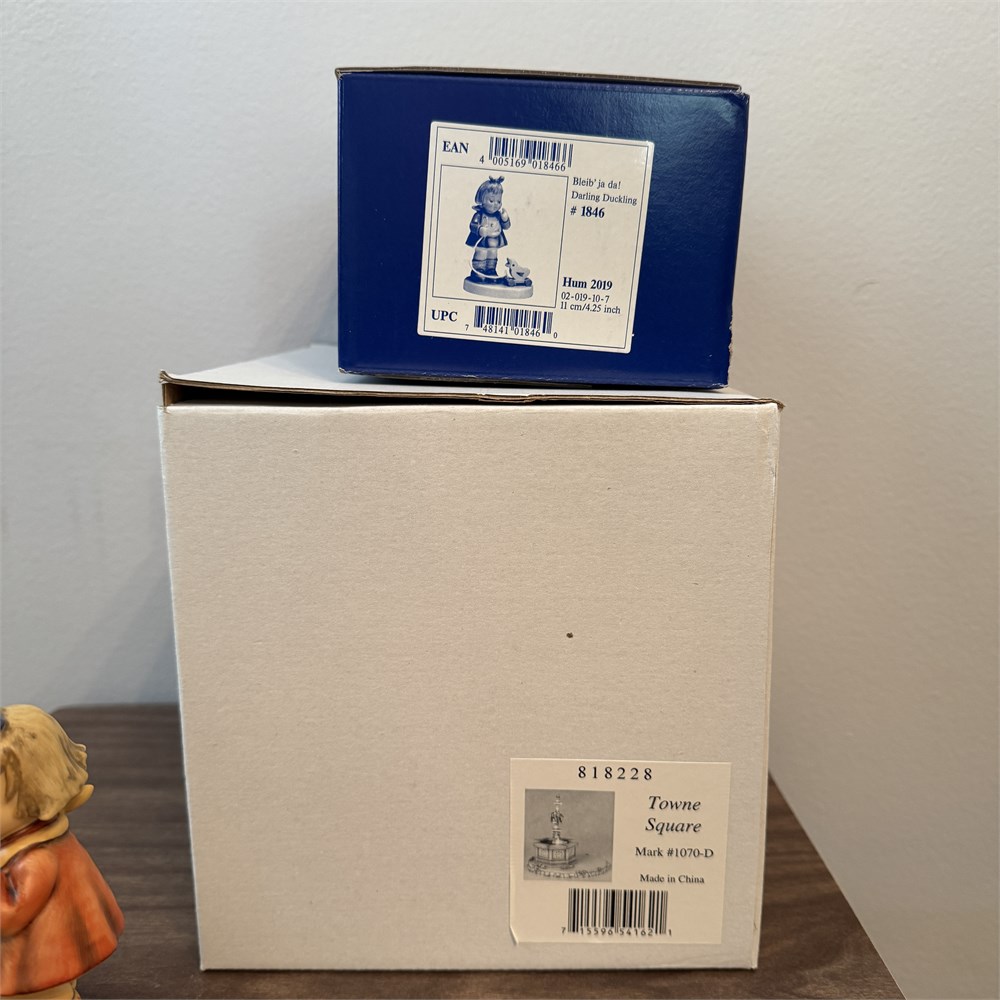 EAN
4 005169 018466
Bleib' ja da!
Darling Duckling
# 1846
Hum 2019
02-019-10-7
11 cm/4.25 inch
UPC
7 48141 01846 0
818228
Towne
Square
Mark #1070-D
Made in China
7 15596 54162 1